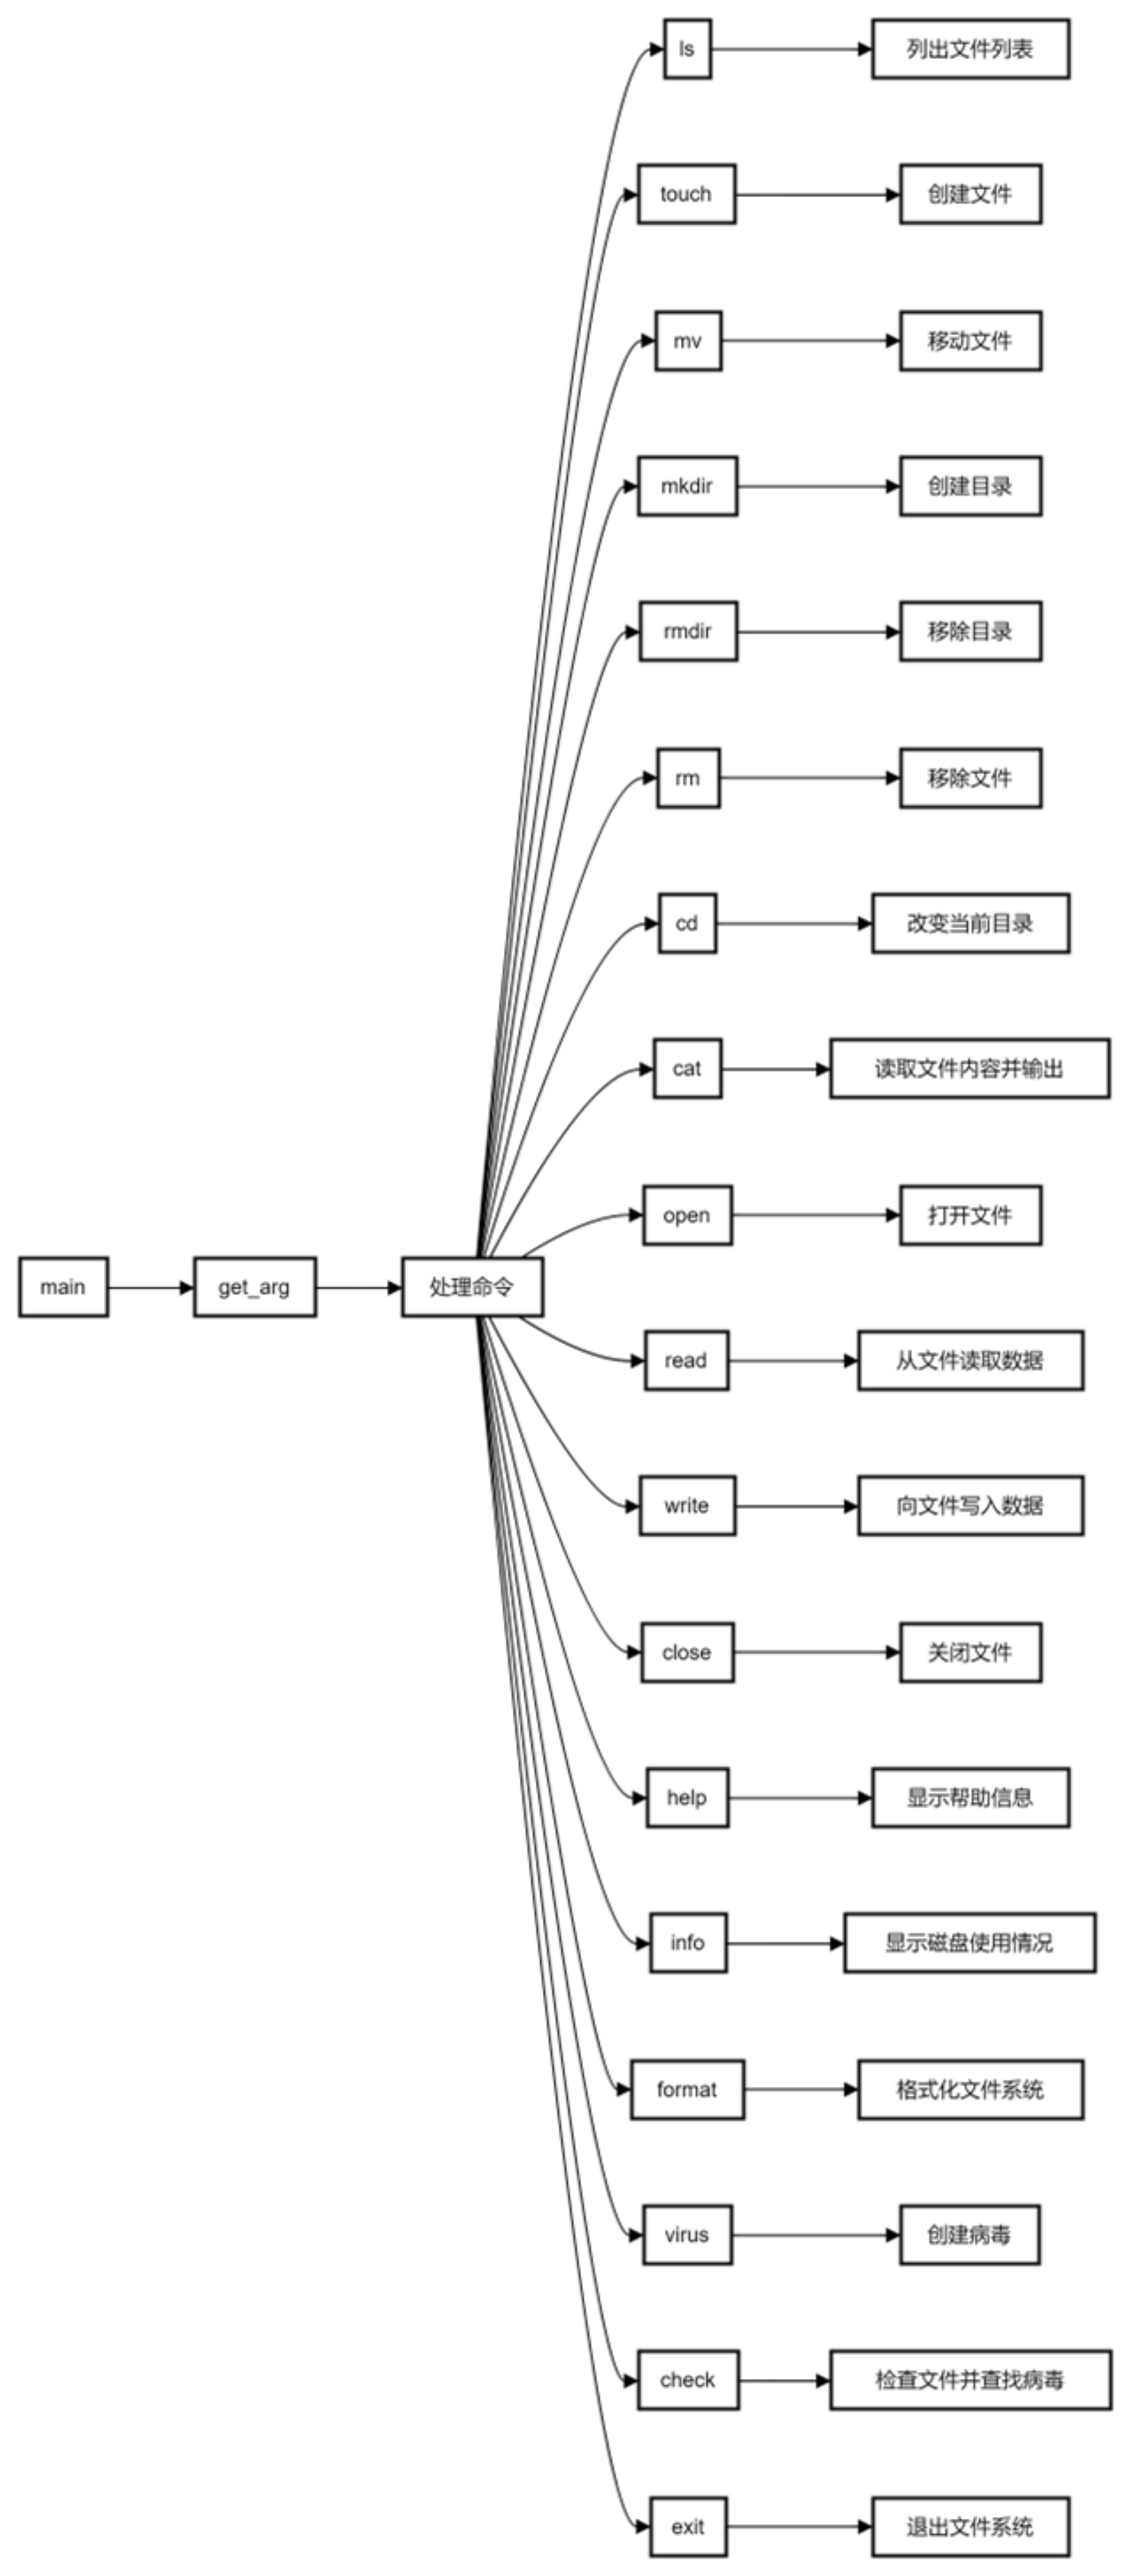 ls
列出文件列表
touch
创建文件
mv
移动文件
mkdir
创建目录
rmdir
移除目录
rm
移除文件
cd
改变当前目录
cat
读取文件内容并输出
open
打开文件
main
get_arg
处理命令
read
从文件读取数据
write
向文件写入数据
close
关闭文件
help
显示帮助信息
info
显示磁盘使用情况
format
格式化文件系统
virus
创建病毒
check
检查文件并查找病毒
exit
退出文件系统